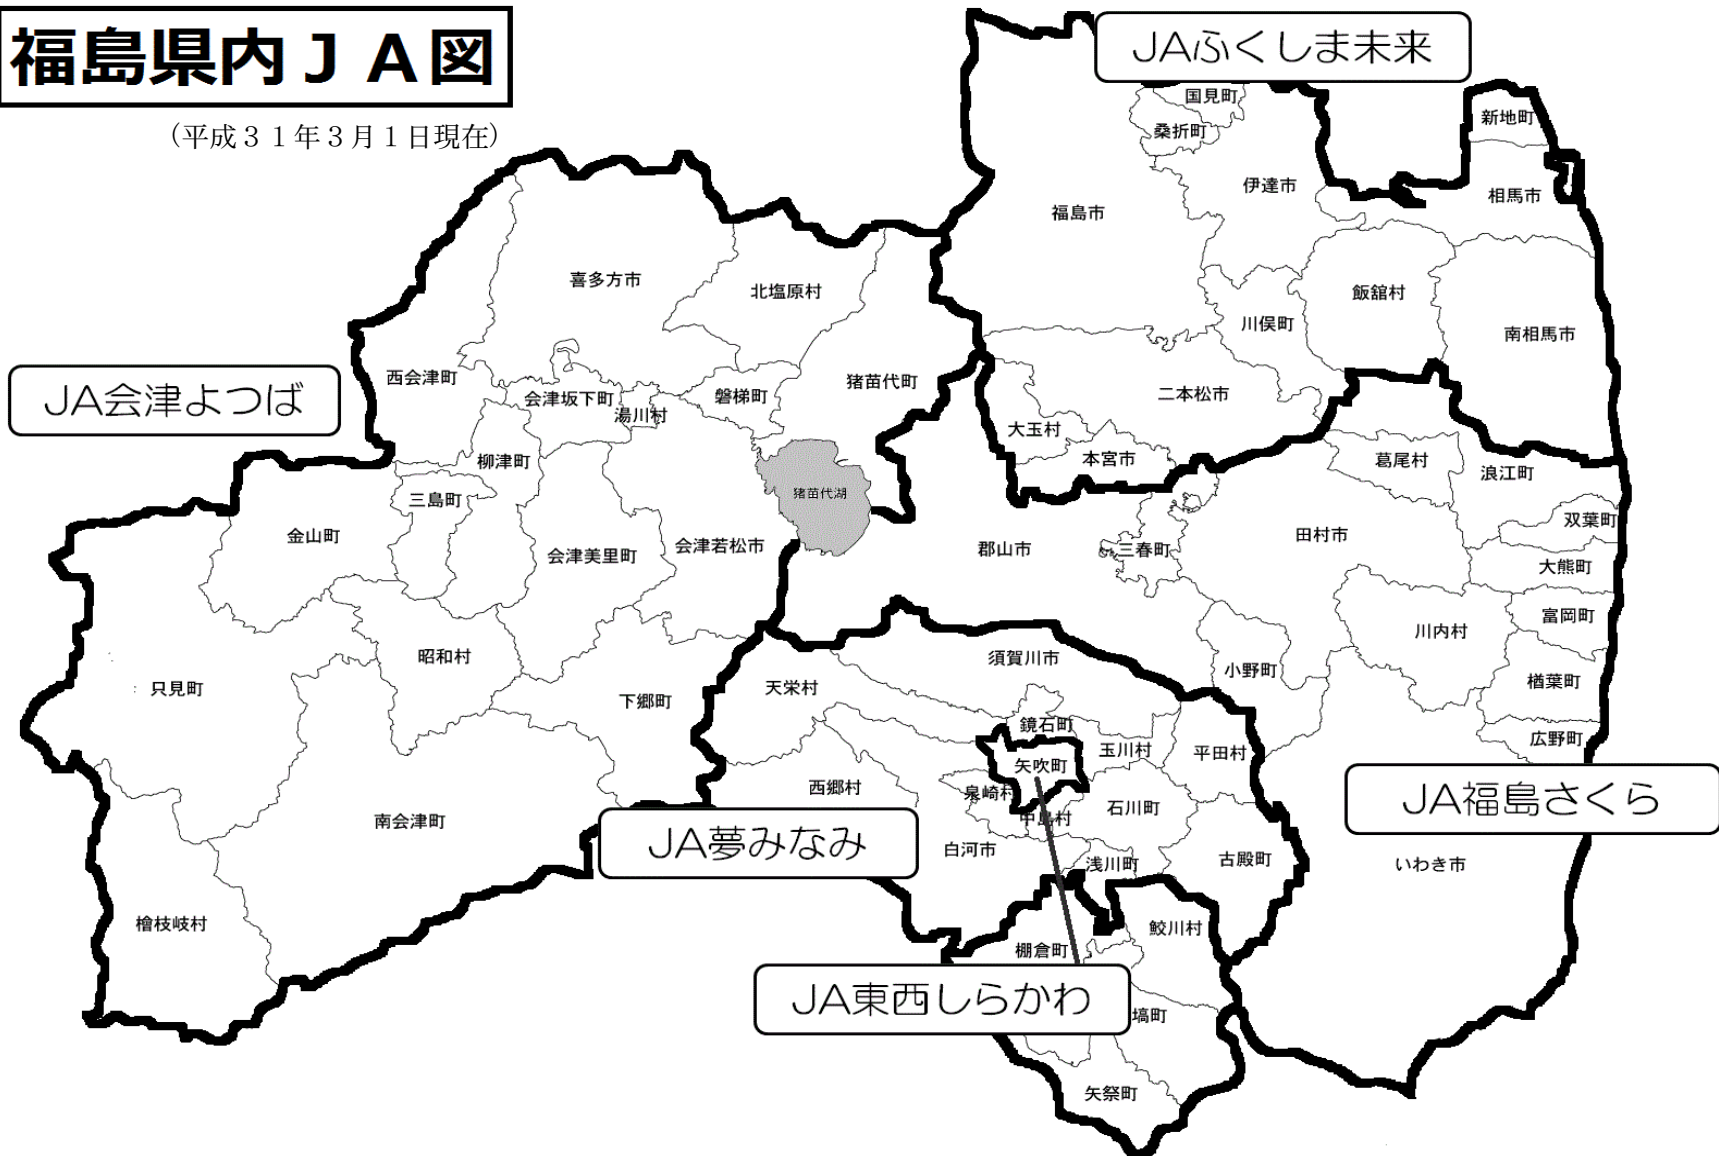 福島県内ＪＡ図
（平成３１年３月１日現在）
JAふくしま未来
国見町
新地町
桑折町
伊達市
相馬市
福島市
喜多方市
北塩原村
飯舘村
川俣町
南相馬市
西会津町
猪苗代町
JA会津よつば
会津坂下町
磐梯町
二本松市
湯川村
大玉村
本宮市
葛尾村
柳津町
浪江町
三島町
猪苗代湖
双葉町
金山町
会津若松市
会津美里町
郡山市
三春町
田村市
大熊町
富岡町
川内村
昭和村
須賀川市
小野町
只見町
天栄村
楢葉町
下郷町
鏡石町
広野町
玉川村
平田村
矢吹町
西郷村
泉崎村
JA福島さくら
石川町
中島村
南会津町
JA夢みなみ
白河市
浅川町
古殿町
いわき市
檜枝岐村
鮫川村
棚倉町
JA東西しらかわ
塙町
矢祭町